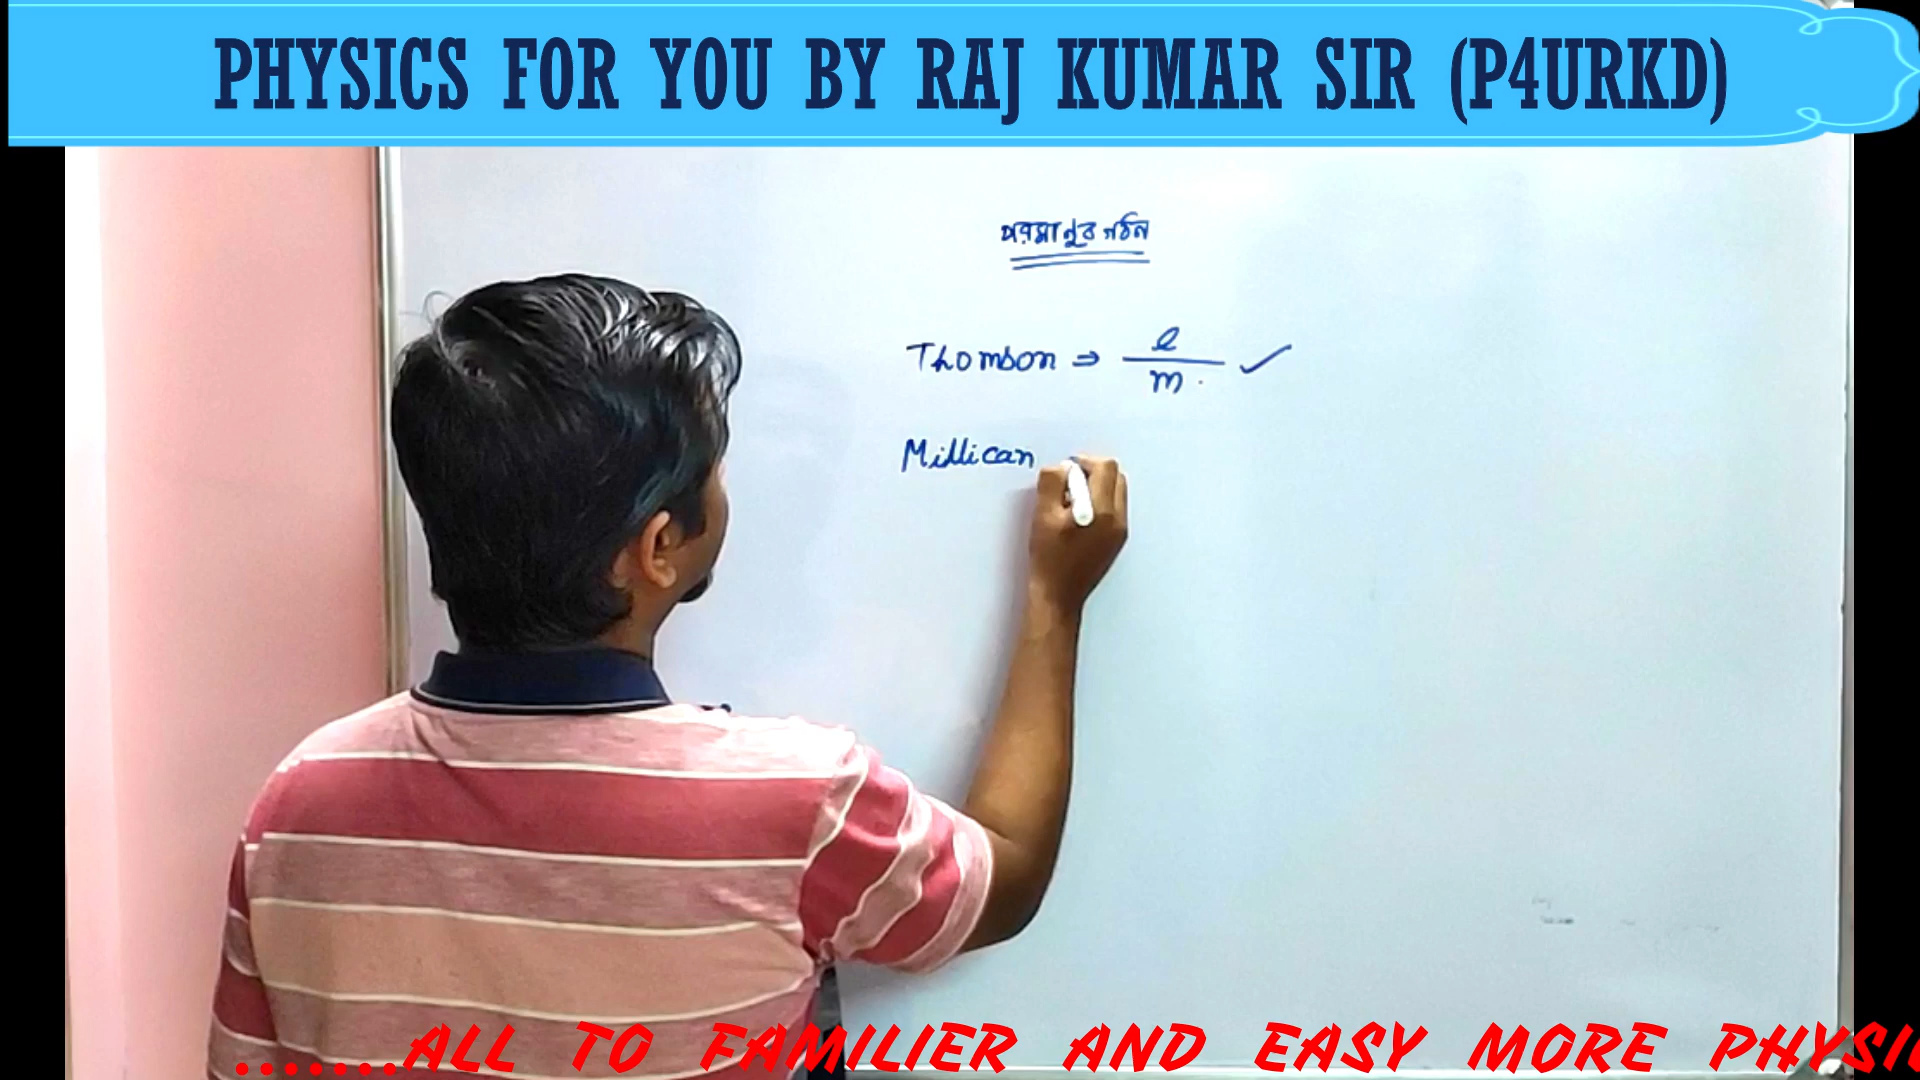 PHYSICS FOR YOU BY RAJ KUMAR SIR (P4URKD)
পরমাণুর গঠন
Thomson ⇒ e/m ✓
Millican
.......ALL TO FAMILIER AND EASY MORE PHYSI